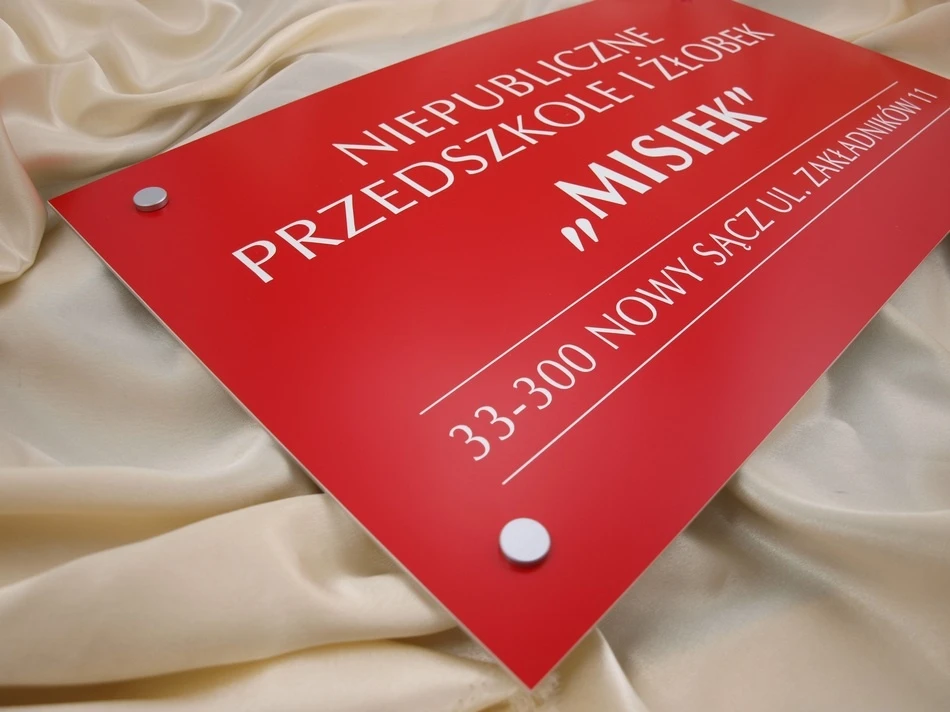 NIEPUBLICZNE
PRZEDSZKOLE I ŻŁOBEK
„MISIEK”
33-300 NOWY SĄCZ UL. ZAKŁADNIKÓW 11